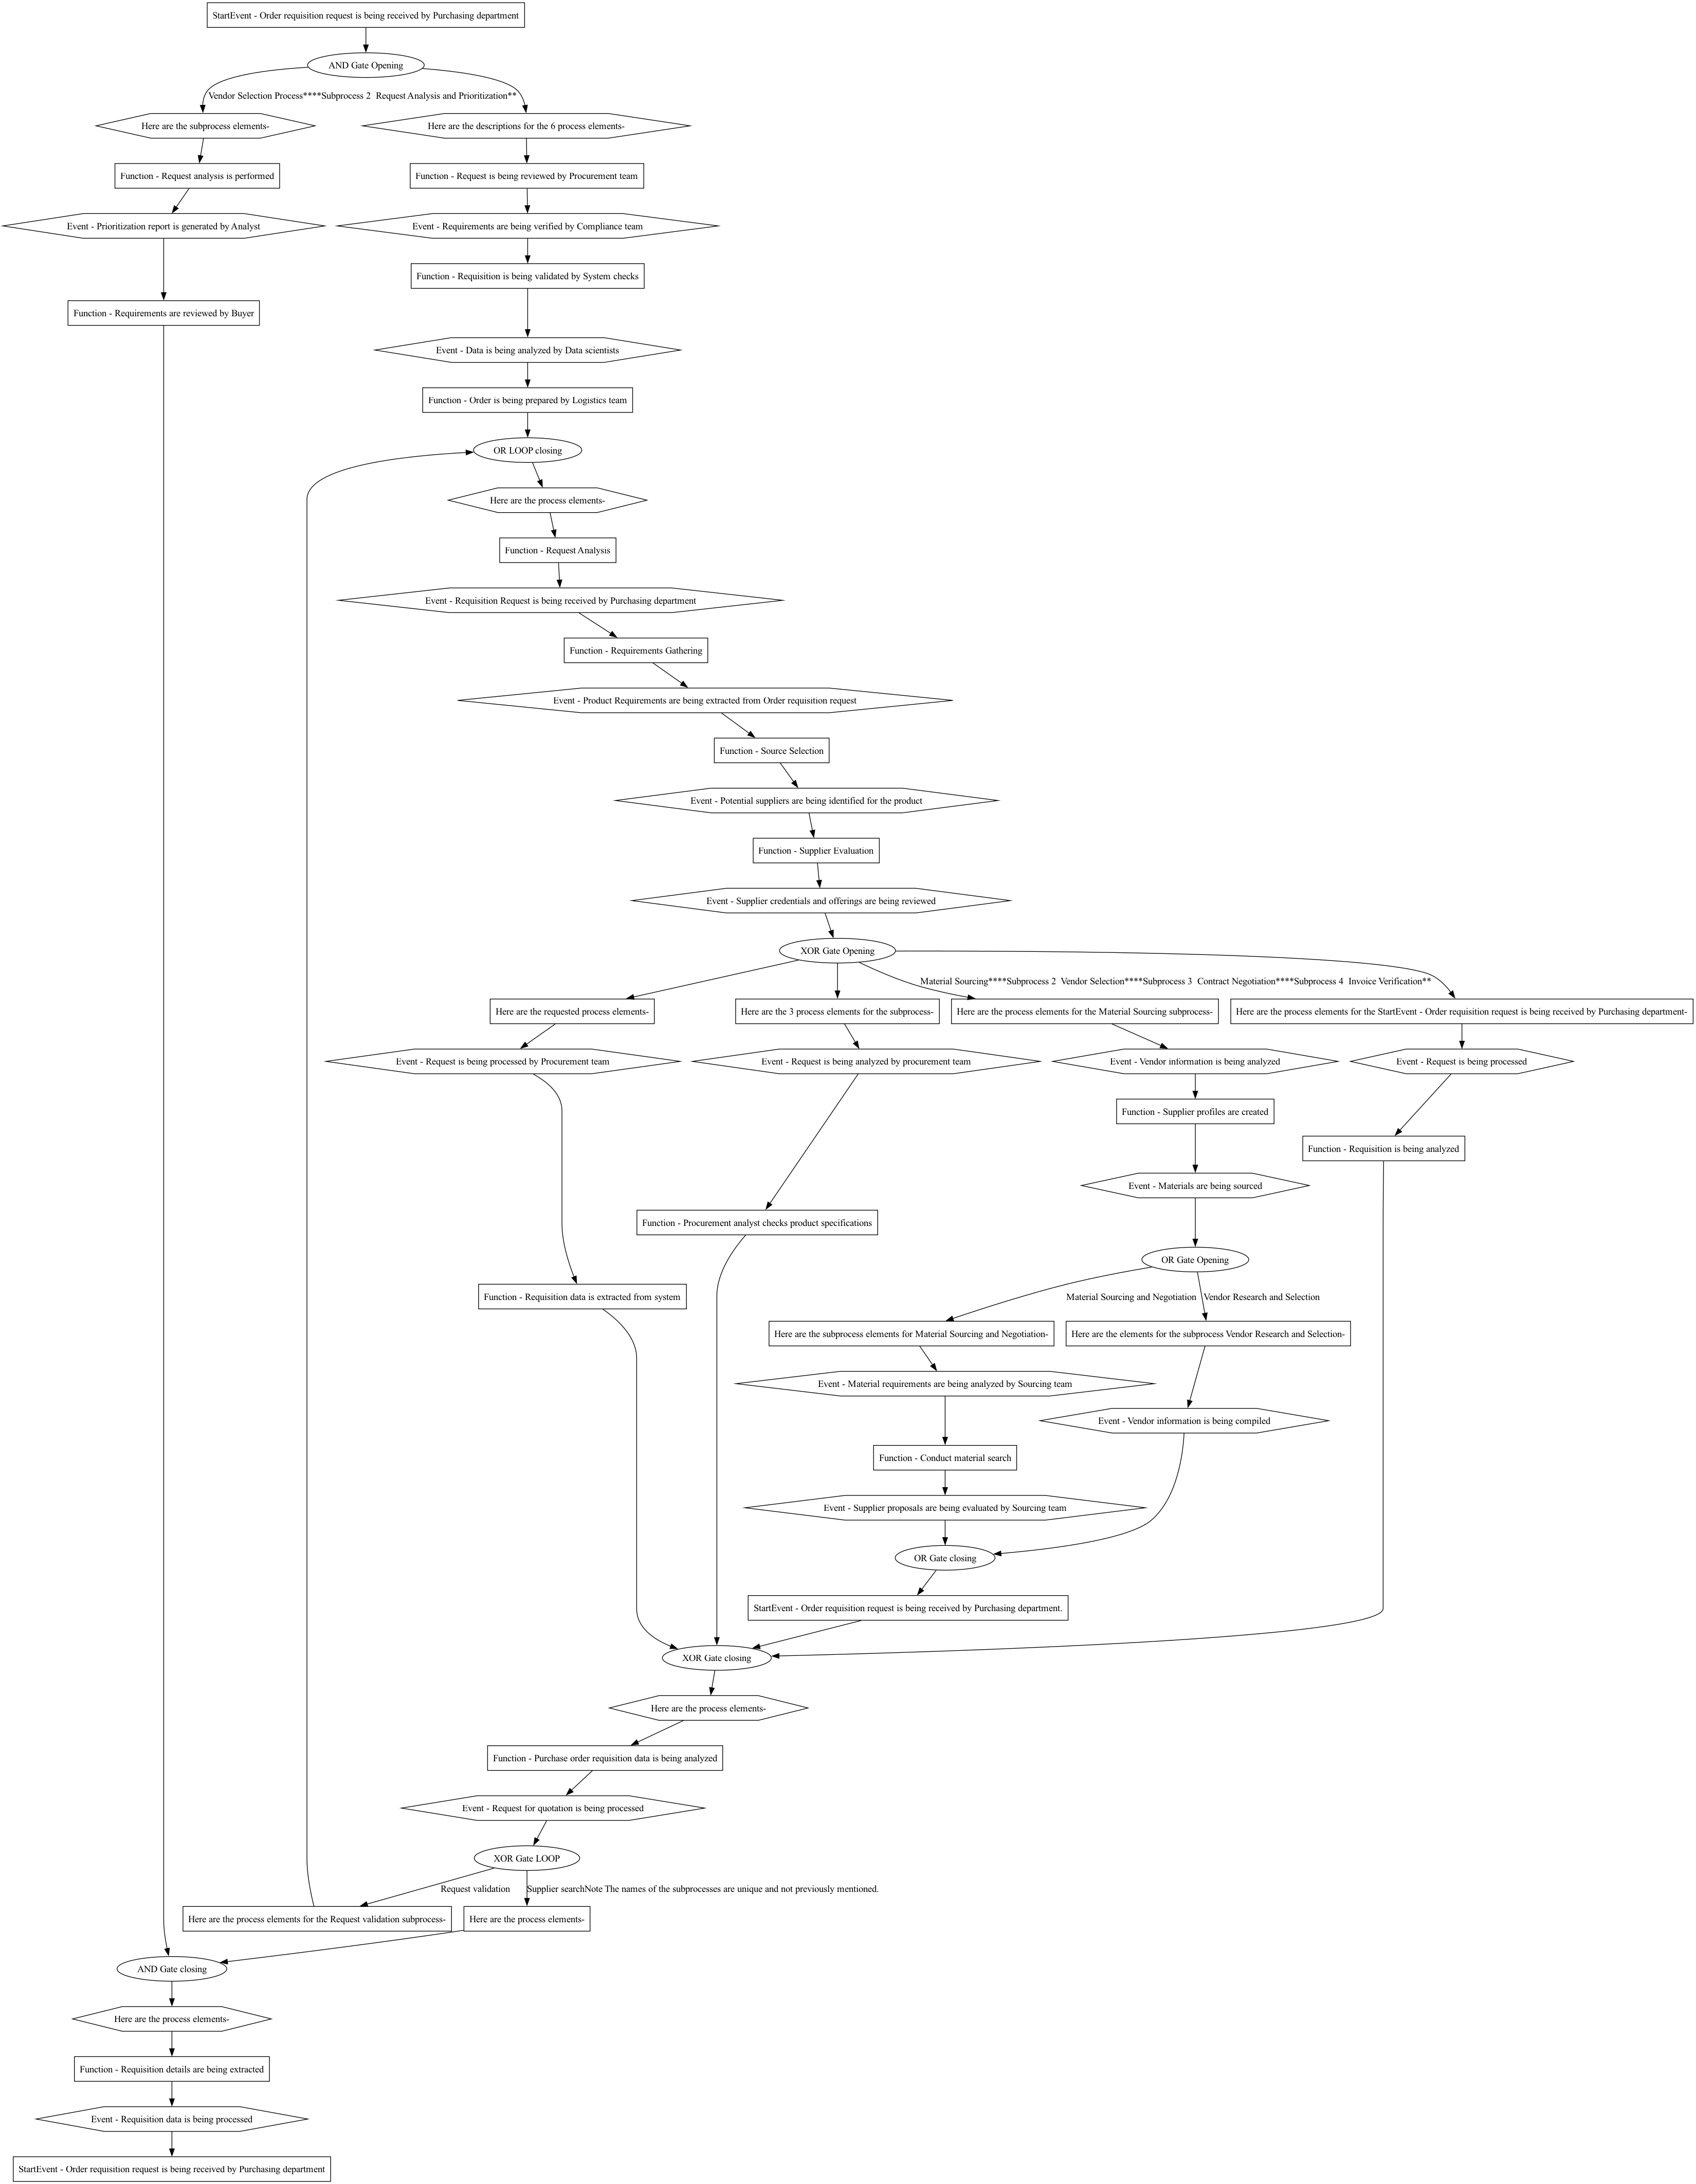 StartEvent - Order requisition request is being received by Purchasing department
AND Gate Opening
Vendor Selection Process****Subprocess 2  Request Analysis and Prioritization**
Here are the subprocess elements-
Here are the descriptions for the 6 process elements-
Function - Request analysis is performed
Function - Request is being reviewed by Procurement team
Event - Prioritization report is generated by Analyst
Event - Requirements are being verified by Compliance team
Function - Requisition is being validated by System checks
Function - Requirements are reviewed by Buyer
Event - Data is being analyzed by Data scientists
Function - Order is being prepared by Logistics team
OR LOOP closing
Here are the process elements-
Function - Request Analysis
Event - Requisition Request is being received by Purchasing department
Function - Requirements Gathering
Event - Product Requirements are being extracted from Order requisition request
Function - Source Selection
Event - Potential suppliers are being identified for the product
Function - Supplier Evaluation
Event - Supplier credentials and offerings are being reviewed
XOR Gate Opening
Material Sourcing****Subprocess 2  Vendor Selection****Subprocess 3  Contract Negotiation****Subprocess 4  Invoice Verification**
Here are the requested process elements-
Here are the 3 process elements for the subprocess-
Here are the process elements for the Material Sourcing subprocess-
Here are the process elements for the StartEvent - Order requisition request is being received by Purchasing department-
Event - Request is being processed by Procurement team
Event - Request is being analyzed by procurement team
Event - Vendor information is being analyzed
Event - Request is being processed
Function - Supplier profiles are created
Function - Requisition is being analyzed
Event - Materials are being sourced
Function - Procurement analyst checks product specifications
OR Gate Opening
Function - Requisition data is extracted from system
Material Sourcing and Negotiation
Vendor Research and Selection
Here are the subprocess elements for Material Sourcing and Negotiation-
Here are the elements for the subprocess Vendor Research and Selection-
Event - Material requirements are being analyzed by Sourcing team
Event - Vendor information is being compiled
Function - Conduct material search
Event - Supplier proposals are being evaluated by Sourcing team
OR Gate closing
StartEvent - Order requisition request is being received by Purchasing department.
XOR Gate closing
Here are the process elements-
Function - Purchase order requisition data is being analyzed
Event - Request for quotation is being processed
XOR Gate LOOP
Request validation
Supplier searchNote The names of the subprocesses are unique and not previously mentioned.
Here are the process elements for the Request validation subprocess-
Here are the process elements-
AND Gate closing
Here are the process elements-
Function - Requisition details are being extracted
Event - Requisition data is being processed
StartEvent - Order requisition request is being received by Purchasing department